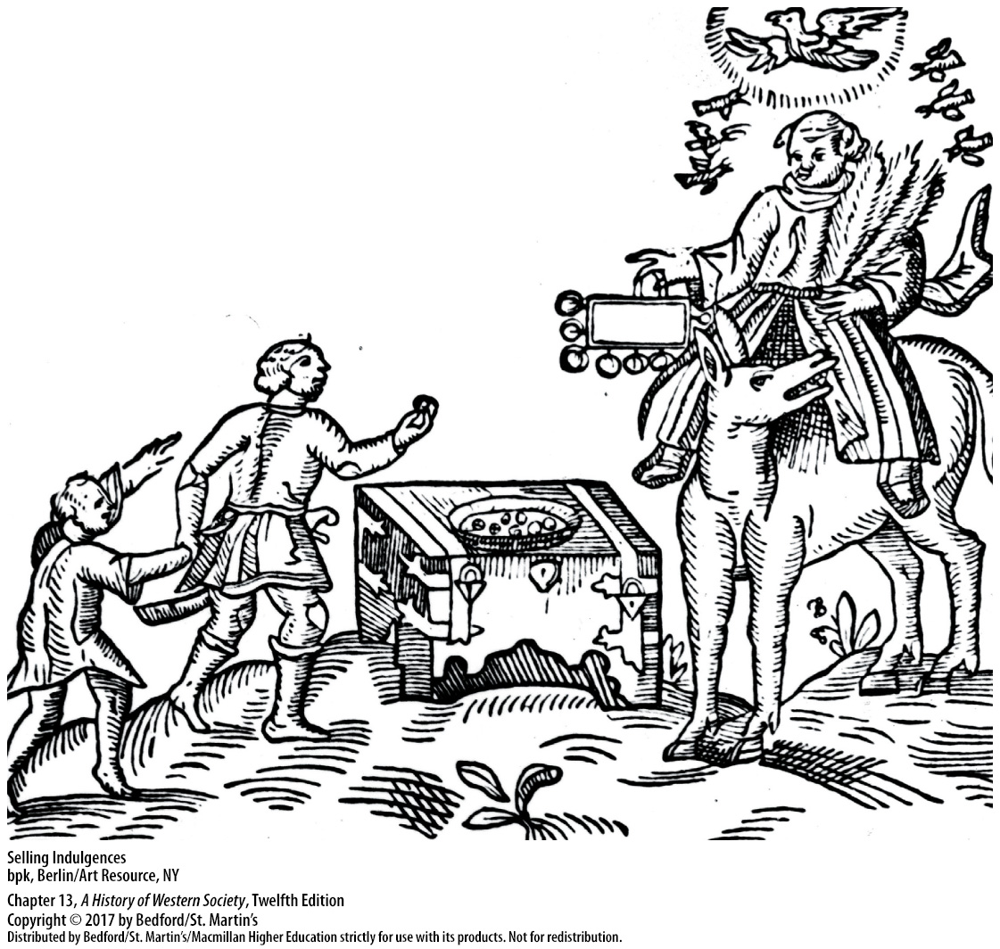 Selling Indulgences
bpk, Berlin/Art Resource, NY
Chapter 13, A History of Western Society, Twelfth Edition
Copyright © 2017 by Bedford/St. Martin's
Distributed by Bedford/St. Martin's/Macmillan Higher Education strictly for use with its products. Not for redistribution.